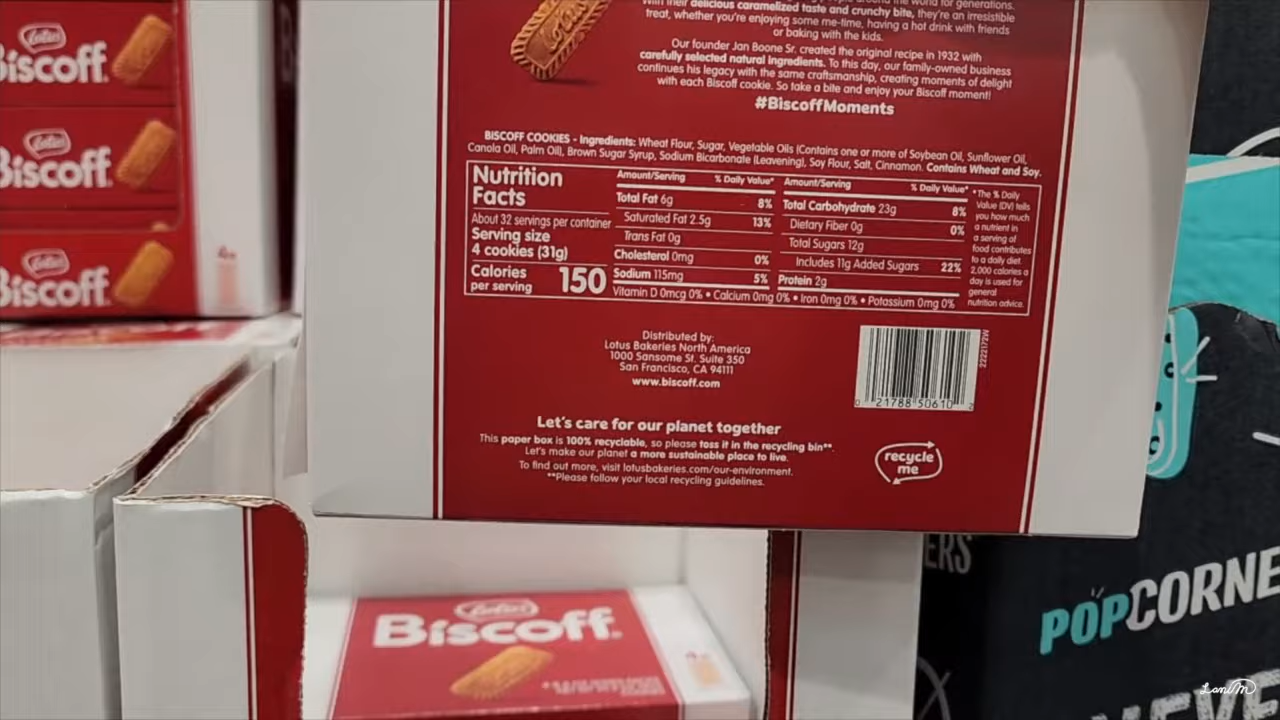 Lotus
Biscoff.
Lotus
Biscoff.
Lotus
Biscoff.
around the world for generations.
With their delicious caramelized taste and crunchy bite, they're an irresistible
treat, whether you're enjoying some me-time, having a hot drink with friends
or baking with the kids.
Our founder Jan Boone Sr. created the original recipe in 1932 with
carefully selected natural ingredients. To this day, our family-owned business
continues his legacy with the same craftsmanship, creating moments of delight
with each Biscoff cookie. So take a bite and enjoy your Biscoff moment!
#BiscoffMoments
BISCOFF COOKIES - Ingredients: Wheat Flour, Sugar, Vegetable Oils (Contains one or more of Soybean Oil, Sunflower Oil,
Canola Oil, Palm Oil), Brown Sugar Syrup, Sodium Bicarbonate (Leavening), Soy Flour, Salt, Cinnamon. Contains Wheat and Soy.
Nutrition
Facts
About 32 servings per container
Serving size
4 cookies (31g)
Calories
per serving 150
Amount/Serving % Daily Value*
Total Fat 6g 8%
Saturated Fat 2.5g 13%
Trans Fat 0g
Cholesterol 0mg 0%
Sodium 115mg 5%
Amount/Serving % Daily Value*
Total Carbohydrate 23g 8%
Dietary Fiber 0g 0%
Total Sugars 12g
Includes 11g Added Sugars 22%
Protein 2g
Vitamin D 0mcg 0% • Calcium 0mg 0% • Iron 0mg 0% • Potassium 0mg 0%
*The % Daily
Value (DV) tells
you how much
a nutrient in
a serving of
food contributes
to a daily diet.
2,000 calories a
day is used for
general
nutrition advice.
Distributed by:
Lotus Bakeries North America
1000 Sansome St. Suite 350
San Francisco, CA 94111
www.biscoff.com
0 21788 50610 2
2222172W
Let's care for our planet together
This paper box is 100% recyclable, so please toss it in the recycling bin**.
Let's make our planet a more sustainable place to live.
To find out more, visit lotusbakeries.com/our-environment.
**Please follow your local recycling guidelines.
recycle
me
Lotus
Biscoff.
ERS
POPCORNE
LaniM